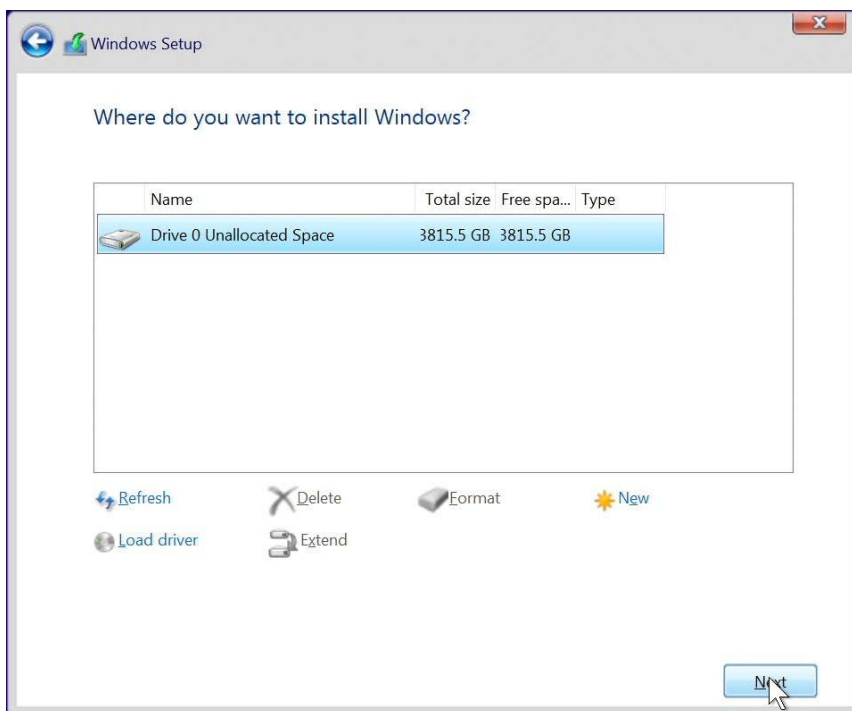 Windows Setup
Where do you want to install Windows?
Name Total size Free spa... Type
Drive 0 Unallocated Space 3815.5 GB 3815.5 GB
Refresh Delete Format New
Load driver Extend
Next